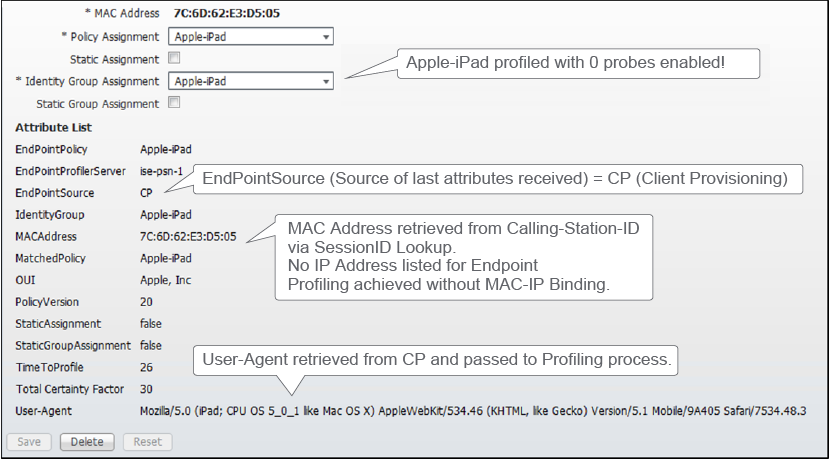 * MAC Address 7C:6D:62:E3:D5:05
* Policy Assignment Apple-iPad
Static Assignment
* Identity Group Assignment Apple-iPad
Static Group Assignment
Apple-iPad profiled with 0 probes enabled!
Attribute List
EndPointPolicy Apple-iPad
EndPointProfilerServer ise-psn-1
EndPointSource CP
EndPointSource (Source of last attributes received) = CP (Client Provisioning)
IdentityGroup Apple-iPad
MACAddress 7C:6D:62:E3:D5:05
MAC Address retrieved from Calling-Station-ID
via SessionID Lookup.
No IP Address listed for Endpoint
Profiling achieved without MAC-IP Binding.
MatchedPolicy Apple-iPad
OUI Apple, Inc
PolicyVersion 20
StaticAssignment false
StaticGroupAssignment false
TimeToProfile 26
User-Agent retrieved from CP and passed to Profiling process.
Total Certainty Factor 30
User-Agent Mozilla/5.0 (iPad; CPU OS 5_0_1 like Mac OS X) AppleWebKit/534.46 (KHTML, like Gecko) Version/5.1 Mobile/9A405 Safari/7534.48.3
Save Delete Reset